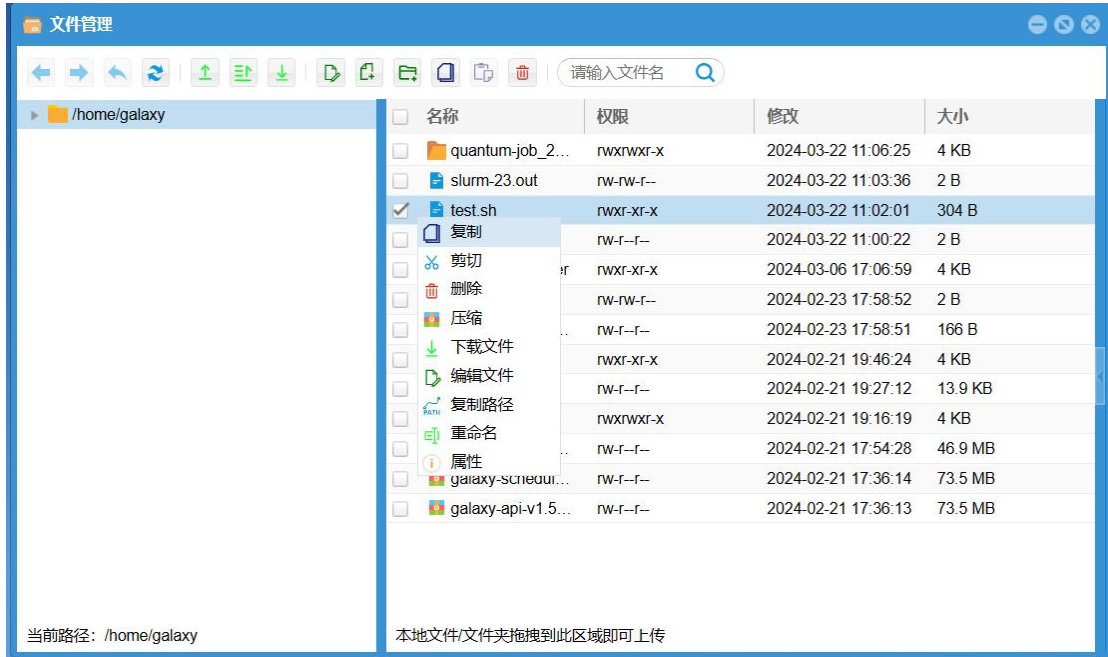 文件管理
请输入文件名
/home/galaxy
名称 权限 修改 大小
quantum-job_2... rwxrwxr-x 2024-03-22 11:06:25 4 KB
slurm-23.out rw-rw-r-- 2024-03-22 11:03:36 2 B
test.sh rwxr-xr-x 2024-03-22 11:02:01 304 B
复制 rw-r--r-- 2024-03-22 11:00:22 2 B
剪切 er rwxr-xr-x 2024-03-06 17:06:59 4 KB
删除 rw-rw-r-- 2024-02-23 17:58:52 2 B
压缩 rw-r--r-- 2024-02-23 17:58:51 166 B
下载文件 rwxr-xr-x 2024-02-21 19:46:24 4 KB
编辑文件 rw-r--r-- 2024-02-21 19:27:12 13.9 KB
PATH 复制路径 rwxrwxr-x 2024-02-21 19:16:19 4 KB
重命名 rw-r--r-- 2024-02-21 17:54:28 46.9 MB
属性
galaxy-schedul... rw-r--r-- 2024-02-21 17:36:14 73.5 MB
galaxy-api-v1.5... rw-r--r-- 2024-02-21 17:36:13 73.5 MB
当前路径：/home/galaxy
本地文件/文件夹拖拽到此区域即可上传